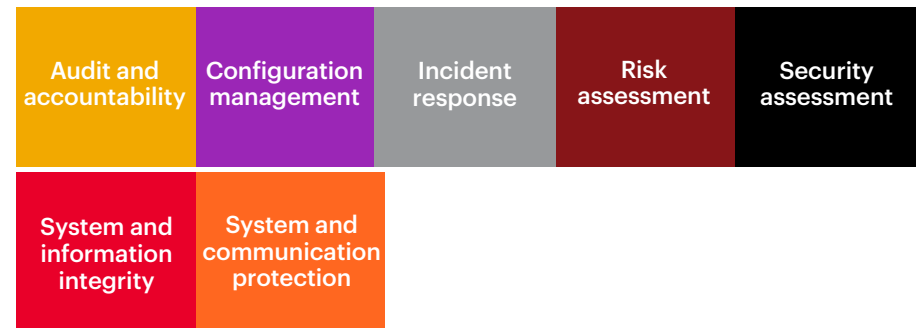 Audit and
accountability
Configuration
management
Incident
response
Risk
assessment
Security
assessment
System and
information
integrity
System and
communication
protection